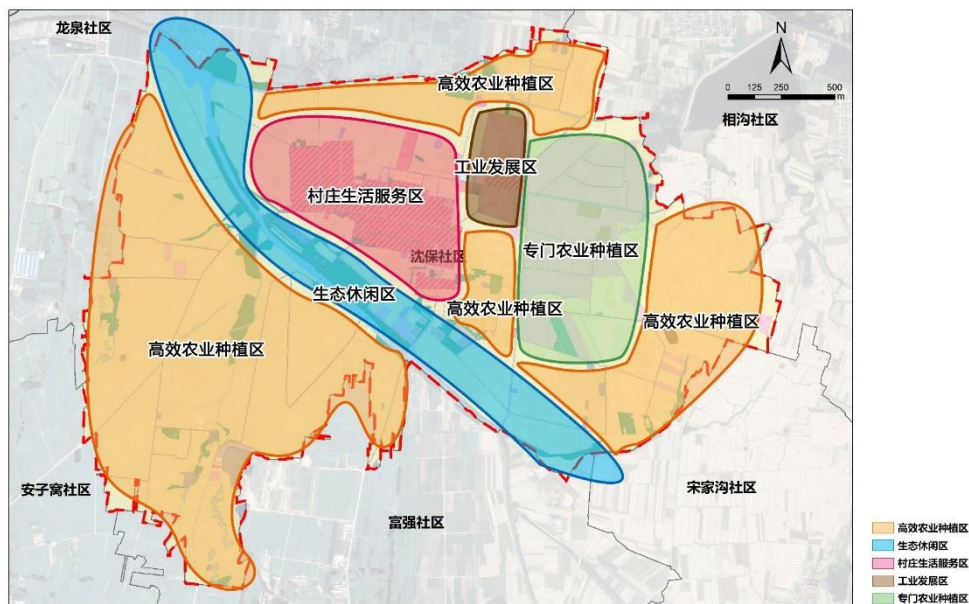 龙泉社区
N
0 125 250 500
m
相沟社区
高效农业种植区
工业发展区
村庄生活服务区
专门农业种植区
沈保社区
生态休闲区
高效农业种植区
高效农业种植区
高效农业种植区
安子窝社区
宋家沟社区
富强社区
高效农业种植区
生态休闲区
村庄生活服务区
工业发展区
专门农业种植区